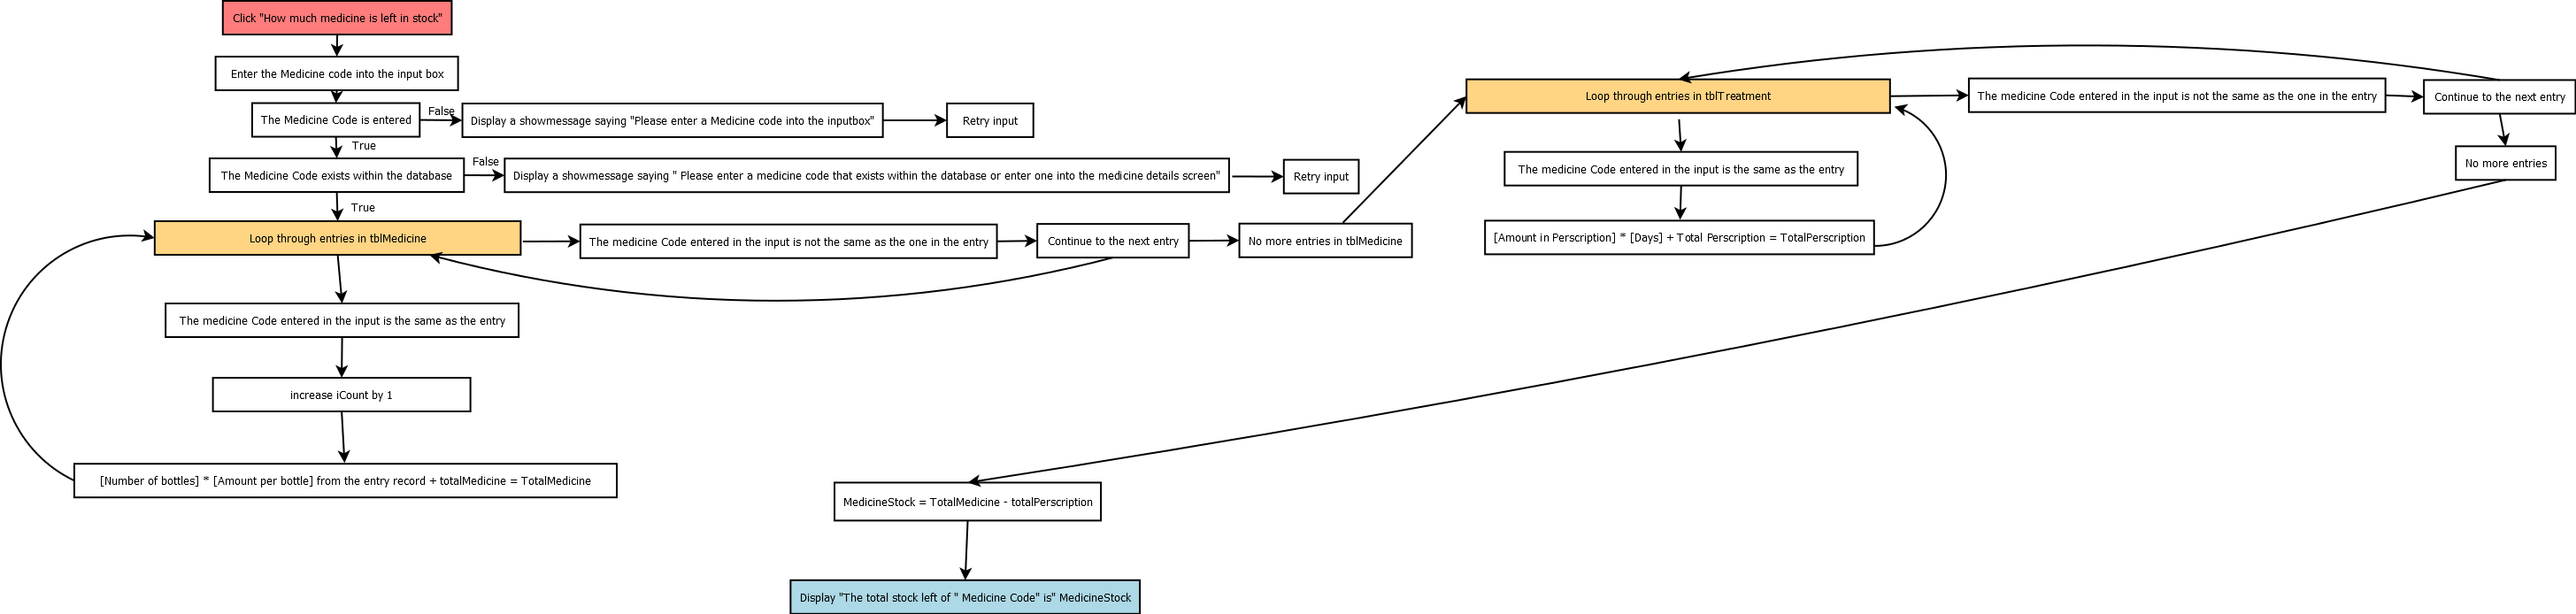 Click "How much medicine is left in stock"
Enter the Medicine code into the input box
The Medicine Code is entered
False
Display a showmessage saying "Please enter a Medicine code into the inputbox"
Retry input
True
The Medicine Code exists within the database
False
Display a showmessage saying " Please enter a medicine code that exists within the database or enter one into the medicine details screen"
Retry input
True
Loop through entries in tblMedicine
The medicine Code entered in the input is not the same as the one in the entry
Continue to the next entry
No more entries in tblMedicine
The medicine Code entered in the input is the same as the entry
increase iCount by 1
[Number of bottles] * [Amount per bottle] from the entry record + totalMedicine = TotalMedicine
Loop through entries in tblTreatment
The medicine Code entered in the input is not the same as the one in the entry
Continue to the next entry
No more entries
The medicine Code entered in the input is the same as the entry
[Amount in Perscription] * [Days] + Total Perscription = TotalPerscription
MedicineStock = TotalMedicine - totalPerscription
Display "The total stock left of " Medicine Code" is" MedicineStock